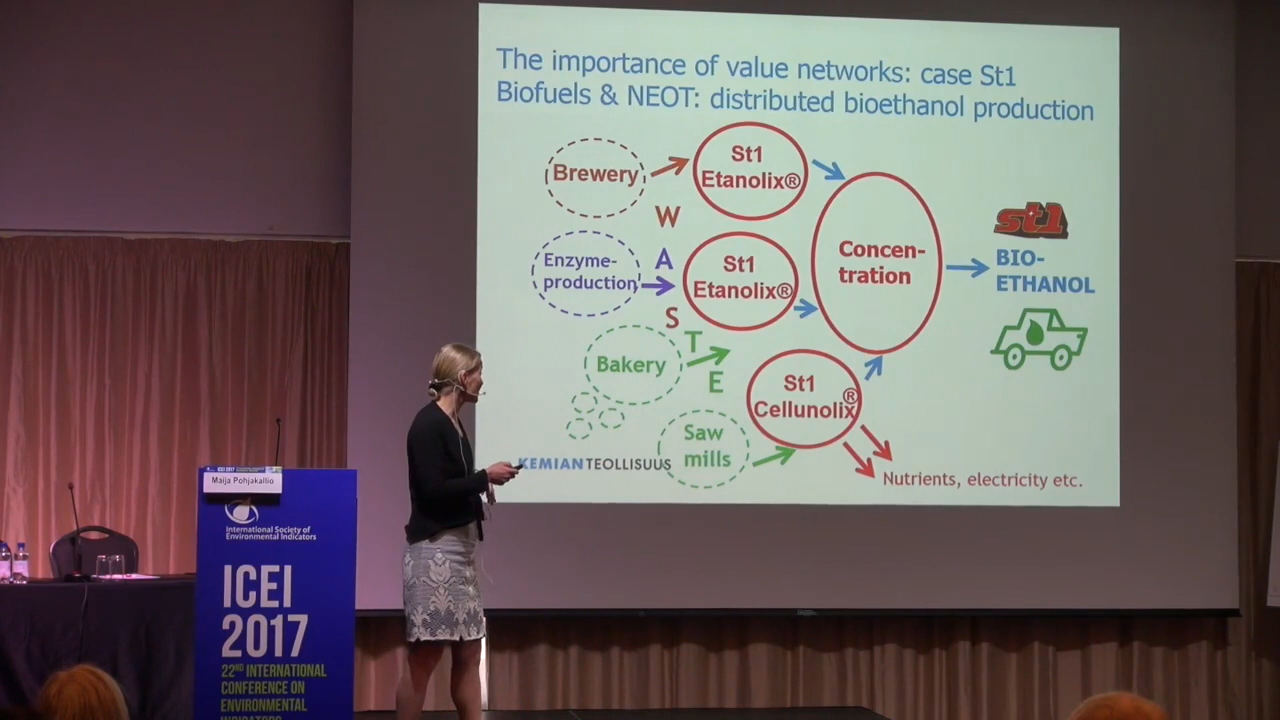 The importance of value networks: case St1
Biofuels & NEOT: distributed bioethanol production
Brewery
St1
Etanolix®
W
A
S
T
E
Enzyme-
production
St1
Etanolix®
Concen-
tration
st1
BIO-
ETHANOL
Bakery
St1
Cellunolix®
Saw
mills
KEMIANTEOLLISUUS
Nutrients, electricity etc.
ICEI 2017
Maija Pohjakallio
International Society of
Environmental Indicators
ICEI
2017
22ND INTERNATIONAL
CONFERENCE ON
ENVIRONMENTAL
INDICATORS